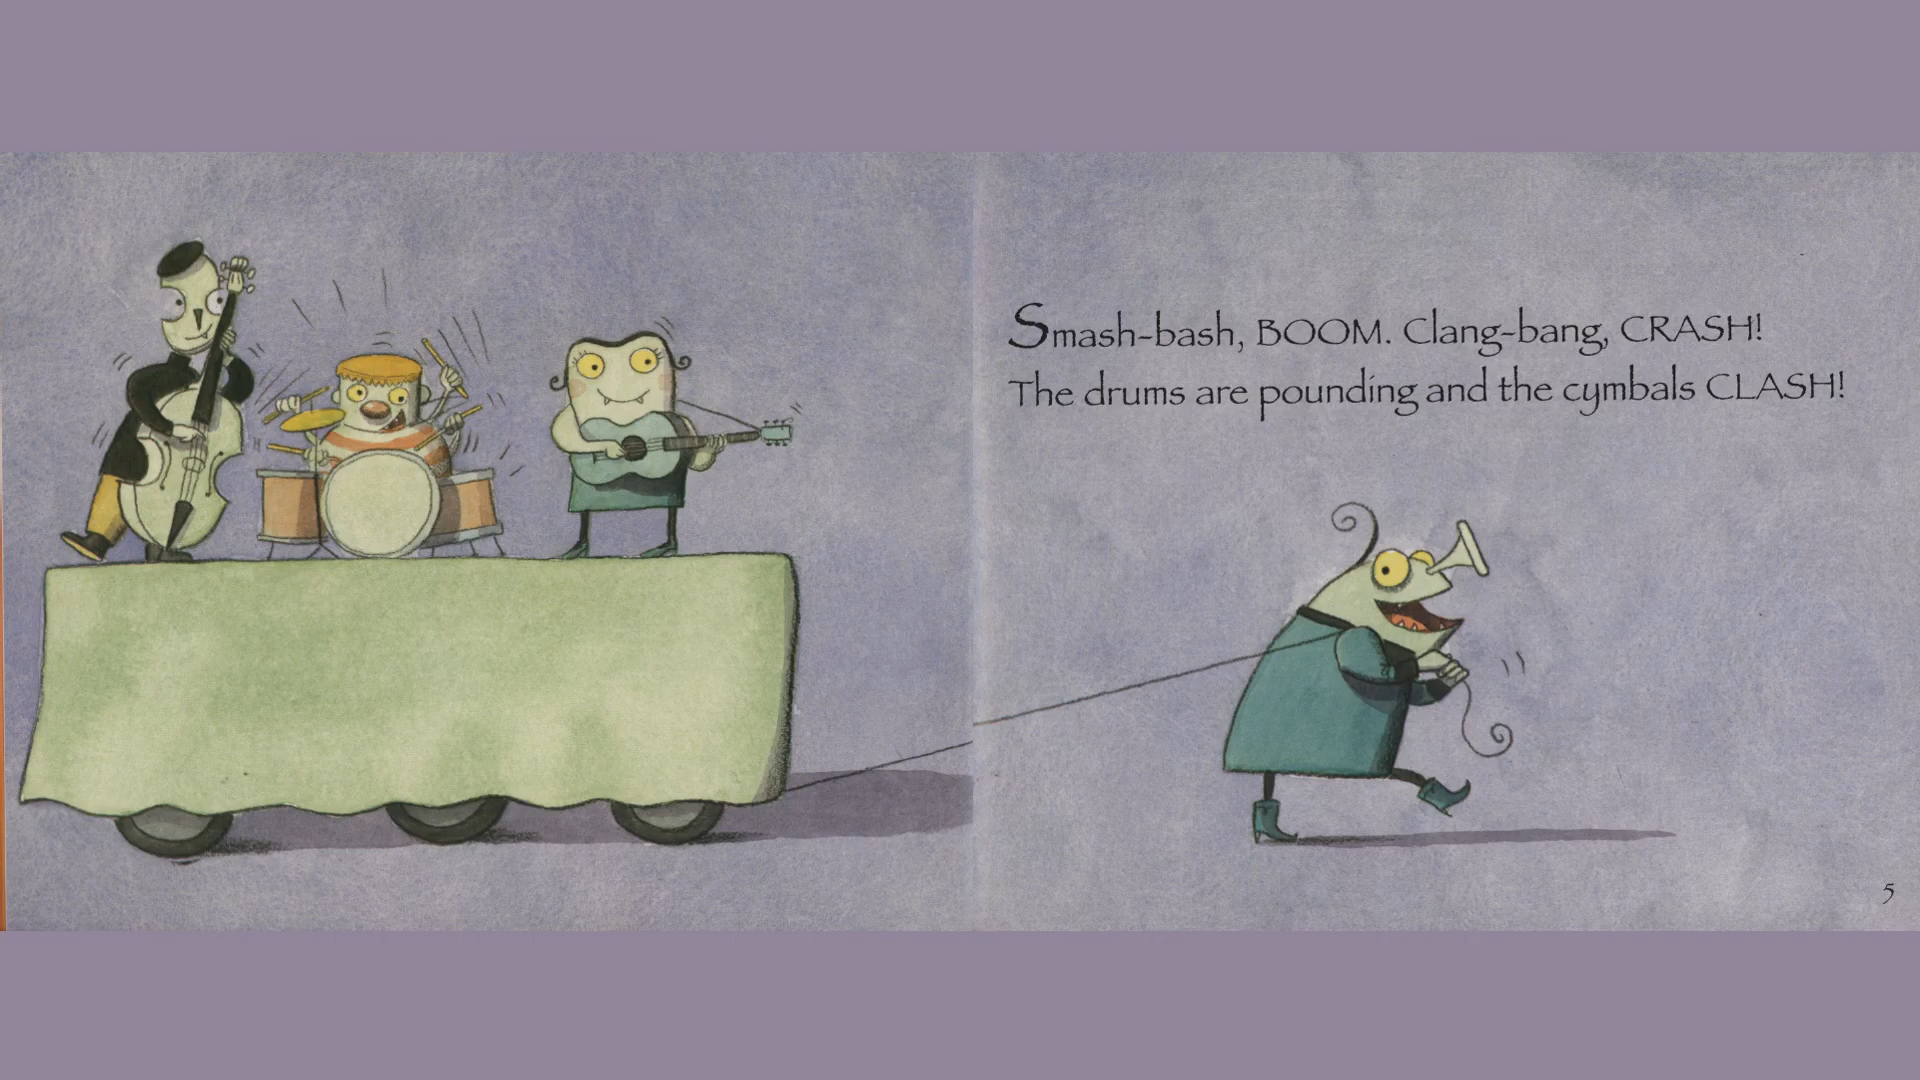 Smash-bash, BOOM. Clang-bang, CRASH!
The drums are pounding and the cymbals CLASH!
5